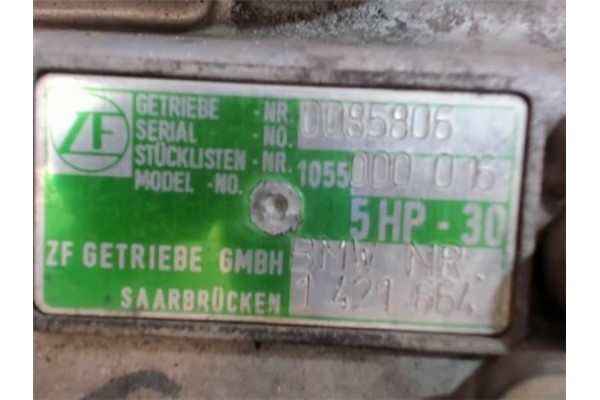 ZF
GETRIEBE -NR. 0085806
SERIAL -NO.
STÜCKLISTEN -NR. 1055 000 016
MODEL -NO.
5 HP - 30
ZF GETRIEBE GMBH BMW NR.
SAARBRÜCKEN 1 421 664